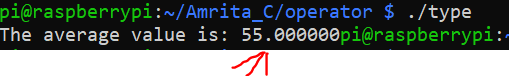 pi@raspberrypi:~/Amrita_C/operator $ ./type
The average value is: 55.000000pi@raspberrypi:~/